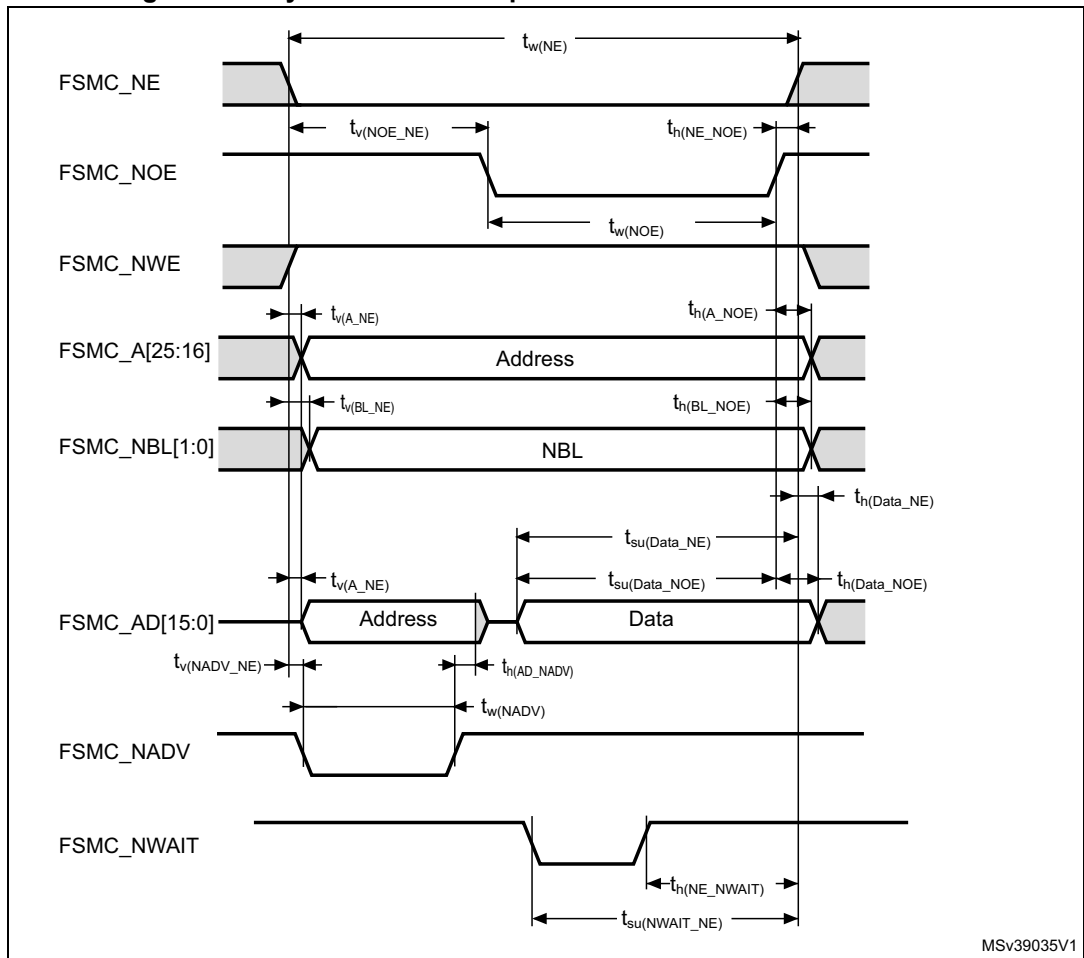 tw(NE)
FSMC_NE
tv(NOE_NE)
th(NE_NOE)
FSMC_NOE
tw(NOE)
FSMC_NWE
tv(A_NE)
th(A_NOE)
FSMC_A[25:16]
Address
tv(BL_NE)
th(BL_NOE)
FSMC_NBL[1:0]
NBL
th(Data_NE)
tsu(Data_NE)
tv(A_NE)
tsu(Data_NOE)
th(Data_NOE)
FSMC_AD[15:0]
Address
Data
tv(NADV_NE)
th(AD_NADV)
tw(NADV)
FSMC_NADV
FSMC_NWAIT
th(NE_NWAIT)
tsu(NWAIT_NE)
MSv39035V1